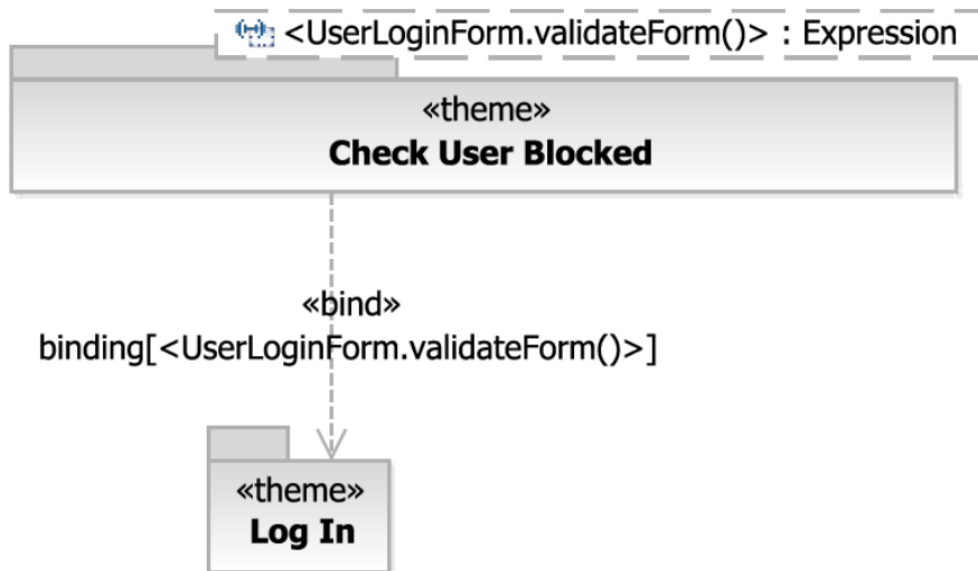 <UserLoginForm.validateForm()> : Expression
«theme»
Check User Blocked
«bind»
binding[<UserLoginForm.validateForm()>]
«theme»
Log In